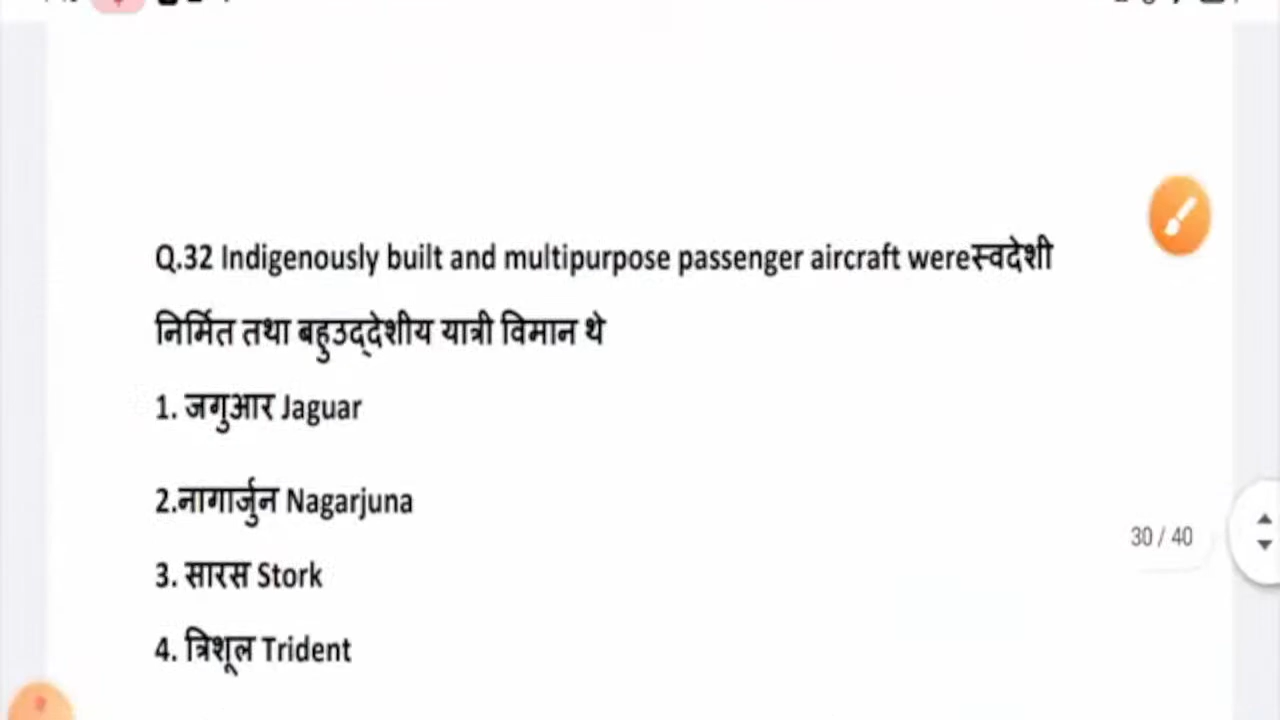 Q.32 Indigenously built and multipurpose passenger aircraft wereस्वदेशी
निर्मित तथा बहुउद्देशीय यात्री विमान थे
1. जगुआर Jaguar
2.नागार्जुन Nagarjuna
30 / 40
3. सारस Stork
4. त्रिशूल Trident